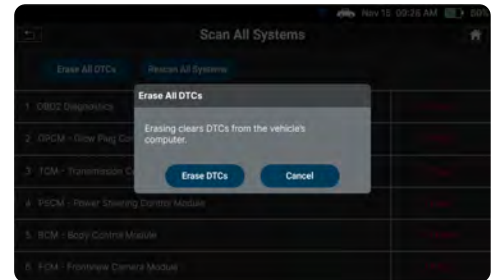 Nov 15 09:28 AM 50%
Scan All Systems
Erase All DTCs Rescan All Systems
Erase All DTCs
Erasing clears DTCs from the vehicle's
computer.
Erase DTCs Cancel
1. OBD2 Diagnostics
2. GPCM - Glow Plug
3. TCM - Transmission
4. PSCM - Power Steering Control Module
5. BCM - Body Control Module
6. FCM - Frontview Camera Module